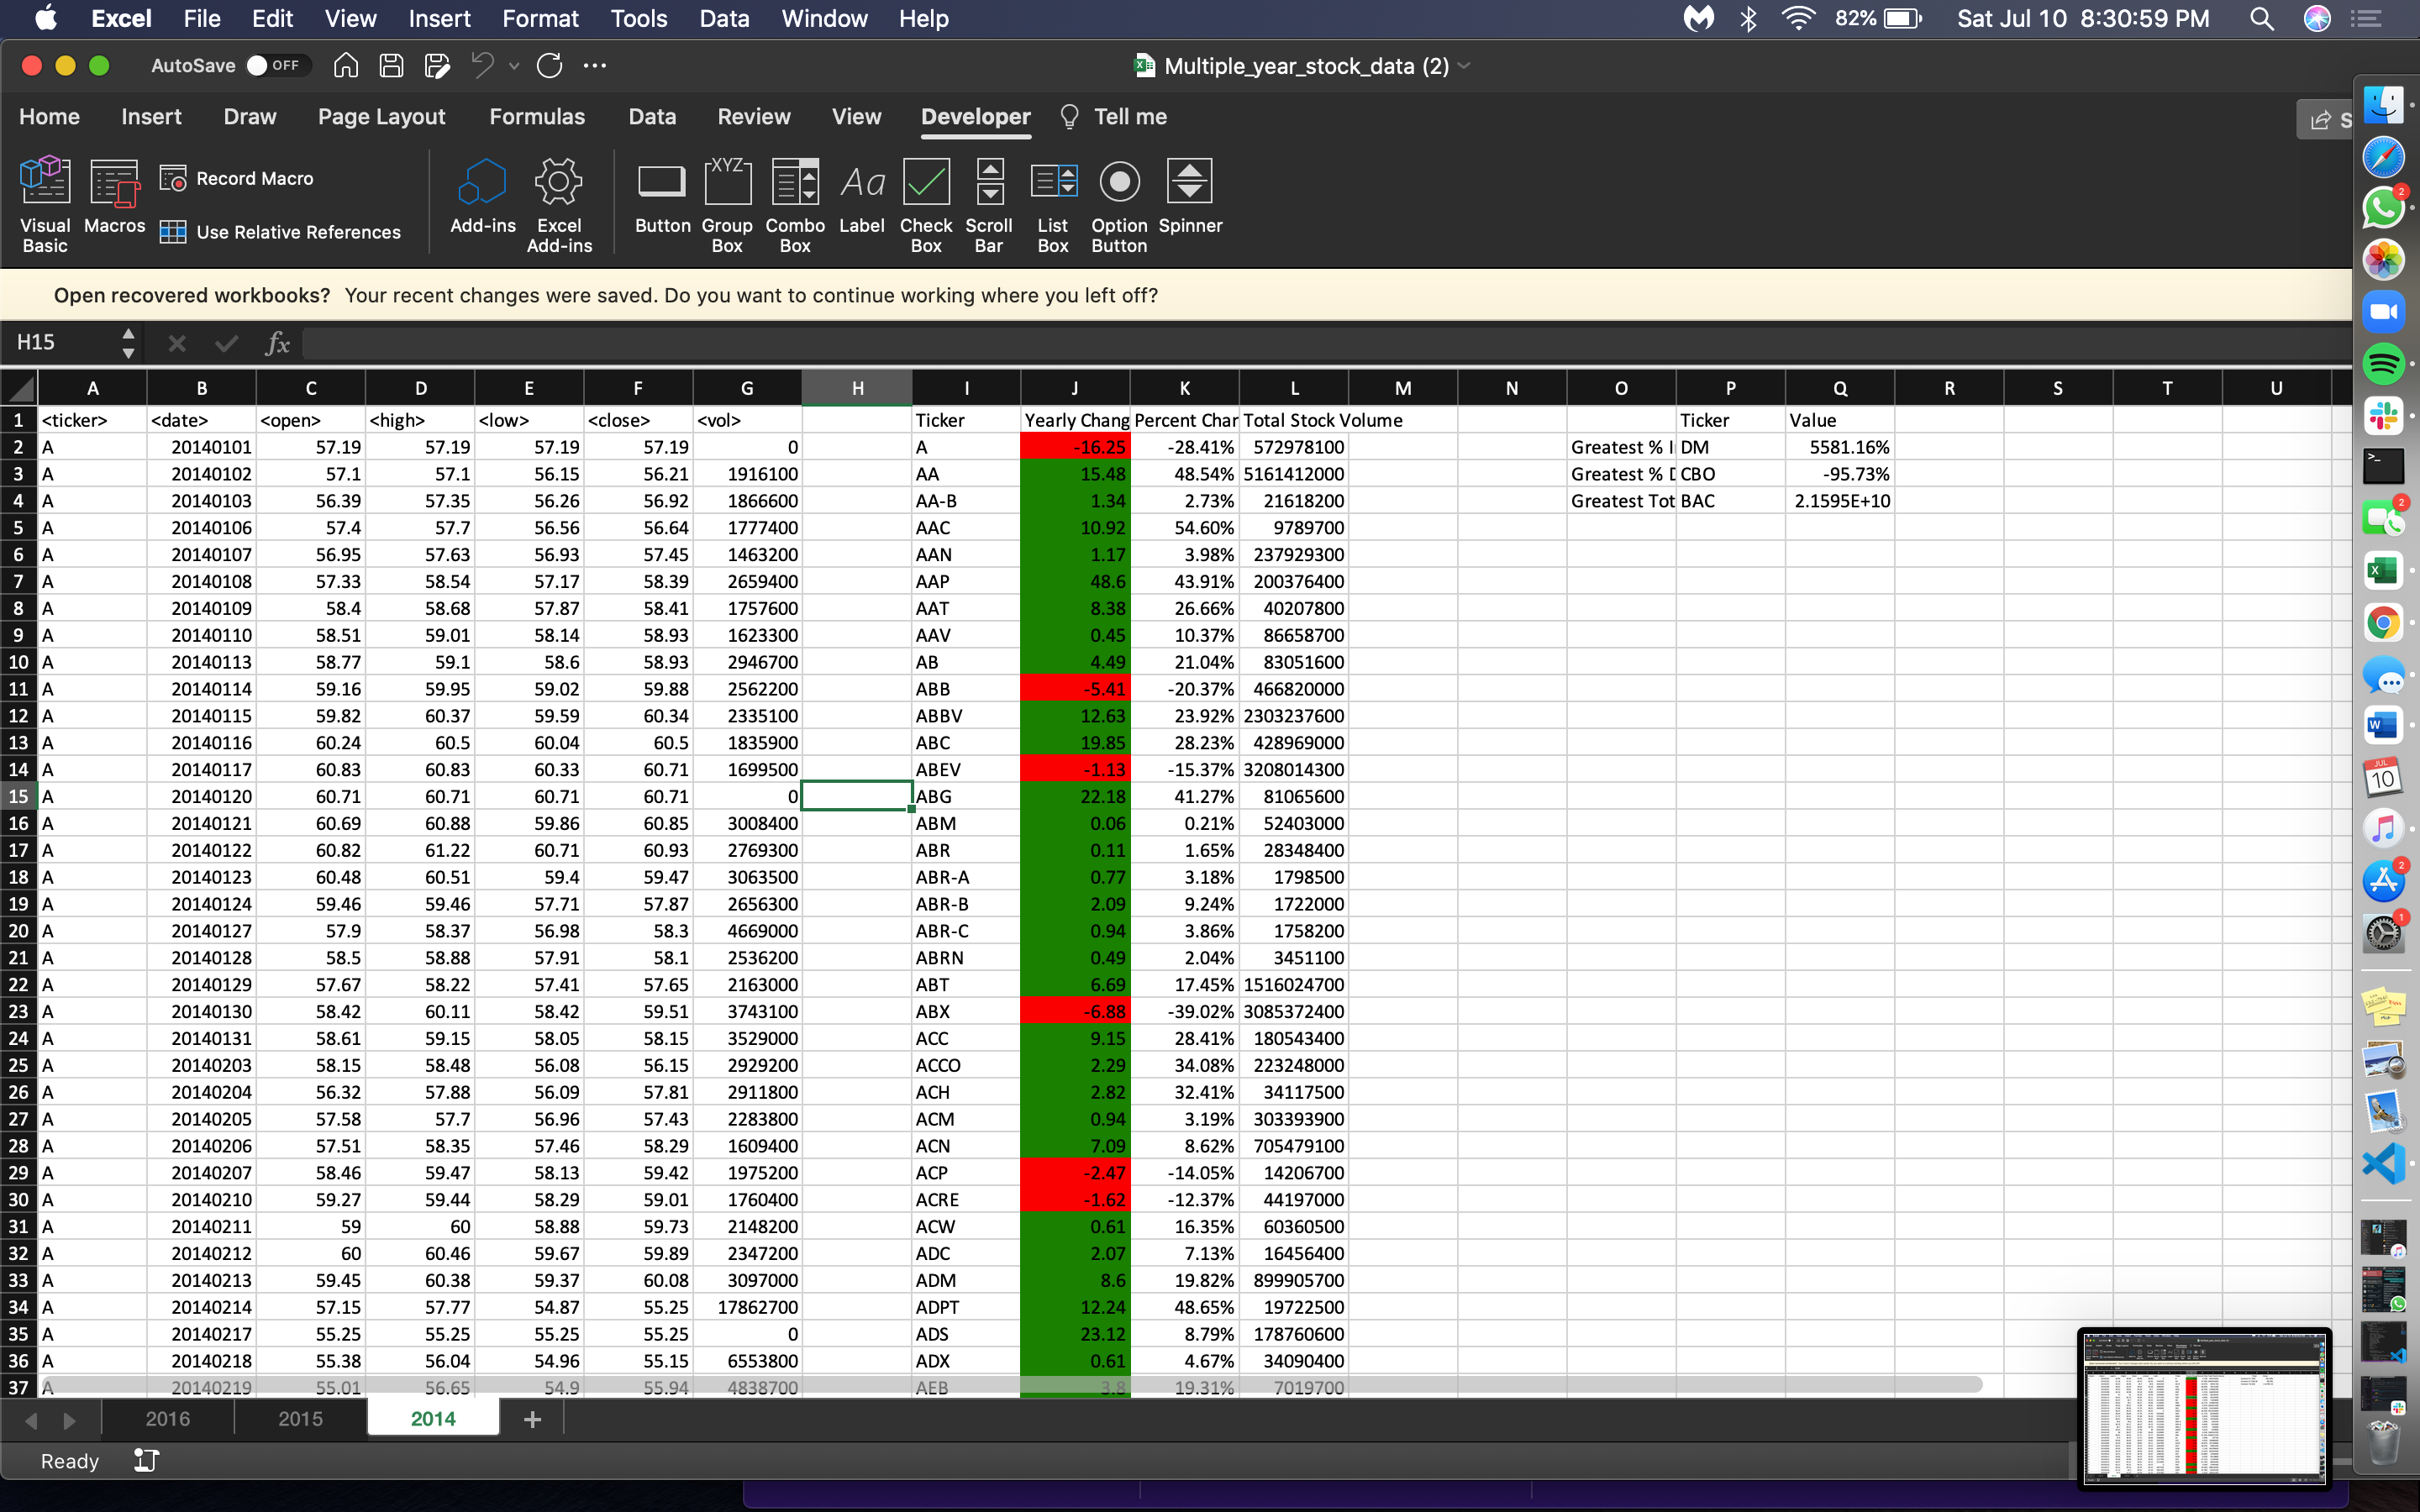 Excel File Edit View Insert Format Tools Data Window Help 82% Sat Jul 10 8:30:59 PM
AutoSave OFF Multiple_year_stock_data (2)
Home Insert Draw Page Layout Formulas Data Review View Developer Tell me S
Visual Basic Macros Record Macro Use Relative References Add-ins Excel Add-ins Button Group Box Combo Box Label Check Box Scroll Bar List Box Option Button Spinner
Open recovered workbooks? Your recent changes were saved. Do you want to continue working where you left off?
H15 fx
A B C D E F G H I J K L M N O P Q R S T U
1 <ticker> <date> <open> <high> <low> <close> <vol> Ticker Yearly Chang Percent Char Total Stock Volume Ticker Value
2 A 20140101 57.19 57.19 57.19 57.19 0 A -16.25 -28.41% 572978100 Greatest % I DM 5581.16%
3 A 20140102 57.1 57.1 56.15 56.21 1916100 AA 15.48 48.54% 5161412000 Greatest % D CBO -95.73%
4 A 20140103 56.39 57.35 56.26 56.92 1866600 AA-B 1.34 2.73% 21618200 Greatest Tot BAC 2.1595E+10
5 A 20140106 57.4 57.7 56.56 56.64 1777400 AAC 10.92 54.60% 9789700
6 A 20140107 56.95 57.63 56.93 57.45 1463200 AAN 1.17 3.98% 237929300
7 A 20140108 57.33 58.54 57.17 58.39 2659400 AAP 48.6 43.91% 200376400
8 A 20140109 58.4 58.68 57.87 58.41 1757600 AAT 8.38 26.66% 40207800
9 A 20140110 58.51 59.01 58.14 58.93 1623300 AAV 0.45 10.37% 86658700
10 A 20140113 58.77 59.1 58.6 58.93 2946700 AB 4.49 21.04% 83051600
11 A 20140114 59.16 59.95 59.02 59.88 2562200 ABB -5.41 -20.37% 466820000
12 A 20140115 59.82 60.37 59.59 60.34 2335100 ABBV 12.63 23.92% 2303237600
13 A 20140116 60.24 60.5 60.04 60.5 1835900 ABC 19.85 28.23% 428969000
14 A 20140117 60.83 60.83 60.33 60.71 1699500 ABEV -1.13 -15.37% 3208014300
15 A 20140120 60.71 60.71 60.71 60.71 0 ABG 22.18 41.27% 81065600
16 A 20140121 60.69 60.88 59.86 60.85 3008400 ABM 0.06 0.21% 52403000
17 A 20140122 60.82 61.22 60.71 60.93 2769300 ABR 0.11 1.65% 28348400
18 A 20140123 60.48 60.51 59.4 59.47 3063500 ABR-A 0.77 3.18% 1798500
19 A 20140124 59.46 59.46 57.71 57.87 2656300 ABR-B 2.09 9.24% 1722000
20 A 20140127 57.9 58.37 56.98 58.3 4669000 ABR-C 0.94 3.86% 1758200
21 A 20140128 58.5 58.88 57.91 58.1 2536200 ABRN 0.49 2.04% 3451100
22 A 20140129 57.67 58.22 57.41 57.65 2163000 ABT 6.69 17.45% 1516024700
23 A 20140130 58.42 60.11 58.42 59.51 3743100 ABX -6.88 -39.02% 3085372400
24 A 20140131 58.61 59.15 58.05 58.15 3529000 ACC 9.15 28.41% 180543400
25 A 20140203 58.15 58.48 56.08 56.15 2929200 ACCO 2.29 34.08% 223248000
26 A 20140204 56.32 57.88 56.09 57.81 2911800 ACH 2.82 32.41% 34117500
27 A 20140205 57.58 57.7 56.96 57.43 2283800 ACM 0.94 3.19% 303393900
28 A 20140206 57.51 58.35 57.46 58.29 1609400 ACN 7.09 8.62% 705479100
29 A 20140207 58.46 59.47 58.13 59.42 1975200 ACP -2.47 -14.05% 14206700
30 A 20140210 59.27 59.44 58.29 59.01 1760400 ACRE -1.62 -12.37% 44197000
31 A 20140211 59 60 58.88 59.73 2148200 ACW 0.61 16.35% 60360500
32 A 20140212 60 60.46 59.67 59.89 2347200 ADC 2.07 7.13% 16456400
33 A 20140213 59.45 60.38 59.37 60.08 3097000 ADM 8.6 19.82% 899905700
34 A 20140214 57.15 57.77 54.87 55.25 17862700 ADPT 12.24 48.65% 19722500
35 A 20140217 55.25 55.25 55.25 55.25 0 ADS 23.12 8.79% 178760600
36 A 20140218 55.38 56.04 54.96 55.15 6553800 ADX 0.61 4.67% 34090400
37 A 20140219 55.01 56.65 54.9 55.94 4838700 AEB 3.8 19.31% 7019700
2016 2015 2014 +
Ready